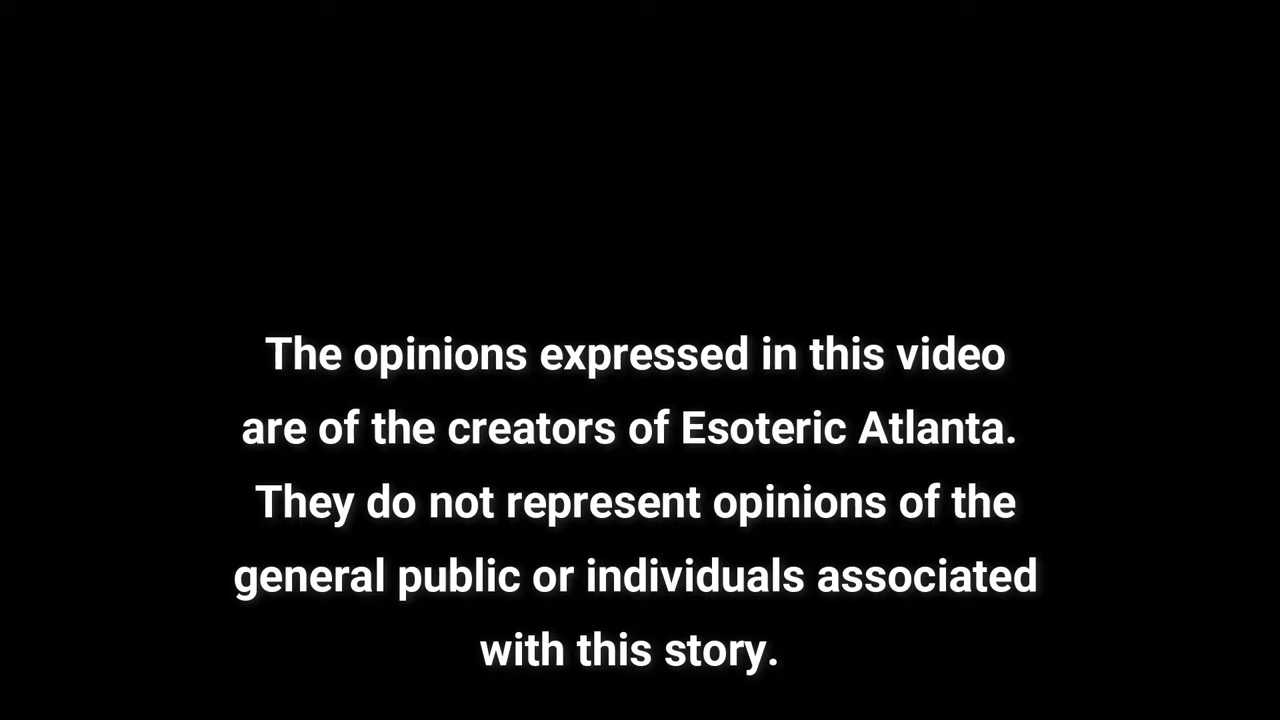 The opinions expressed in this video
are of the creators of Esoteric Atlanta.
They do not represent opinions of the
general public or individuals associated
with this story.